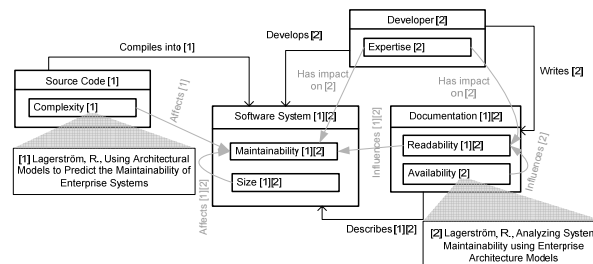 Developer [2]
Expertise [2]
Develops [2]
Compiles into [1]
Source Code [1]
Complexity [1]
Affects [1]
Has impact
on [2]
Has impact
on [2]
Writes [2]
Software System [1][2]
Maintainability [1][2]
Size [1][2]
Affects [1][2]
Influences [1][2]
Documentation [1][2]
Readability [1][2]
Availability [2]
Influences [2]
Describes [1][2]
[1] Lagerström, R., Using Architectural
Models to Predict the Maintainability of
Enterprise Systems
[2] Lagerström, R., Analyzing System
Maintainability using Enterprise
Architecture Models